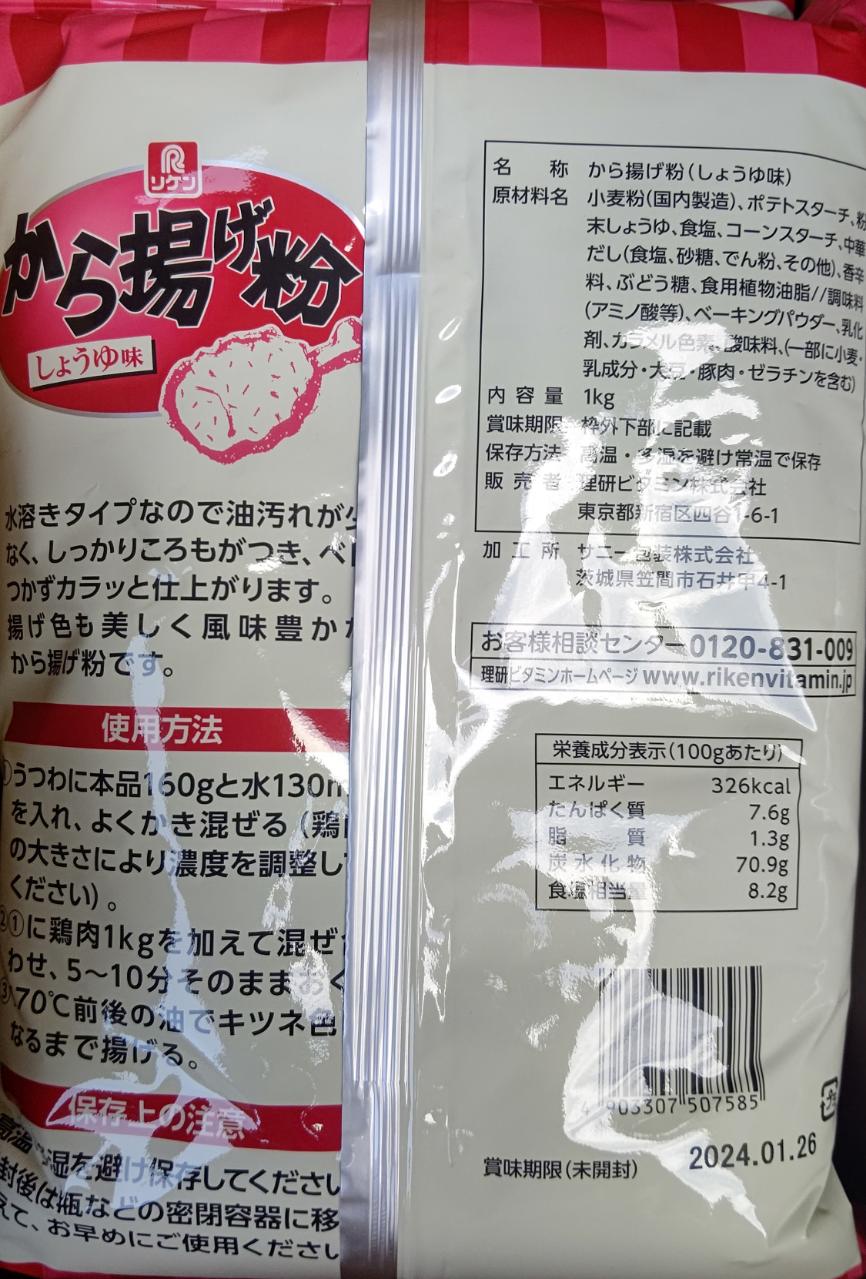 リケン
から揚げ粉
しょうゆ味
水溶きタイプなので油汚れが少
なく、しっかりころもがつき、ベ
つかずカラッと仕上がります。
揚げ色も美しく風味豊か
から揚げ粉です。
使用方法
①うつわに本品160gと水130m
を入れ、よくかき混ぜる(鶏
の大きさにより濃度を調整し
ください)。
②①に鶏肉1kgを加えて混ぜ
わせ、5〜10分そのままおく
70℃前後の油でキツネ色
なるまで揚げる。
保存上の注意
湿を避け保存してください
封後は瓶などの密閉容器に移
えて、お早めにご使用くださ
名称 から揚げ粉(しょうゆ味)
原材料名 小麦粉(国内製造)、ポテトスターチ、粉
末しょうゆ、食塩、コーンスターチ、中華
だし(食塩、砂糖、でん粉、その他)、香辛
料、ぶどう糖、食用植物油脂//調味料
(アミノ酸等)、ベーキングパウダー、乳化
剤、カラメル色素、酸味料、(一部に小麦・
乳成分・大豆・豚肉・ゼラチンを含む)
内容量 1kg
賞味期限 枠外下部に記載
保存方法 高温・多湿を避け常温で保存
販売者 理研ビタミン株式会社
東京都新宿区四谷1-6-1
加工所 サニー包装株式会社
茨城県笠間市石井甲4-1
お客様相談センター 0120-831-009
理研ビタミンホームページ www.rikenvitamin.jp
栄養成分表示(100gあたり)
エネルギー 326kcal
たんぱく質 7.6g
脂質 1.3g
炭水化物 70.9g
食塩相当量 8.2g
4 903307 507585
賞味期限(未開封) 2024.01.26